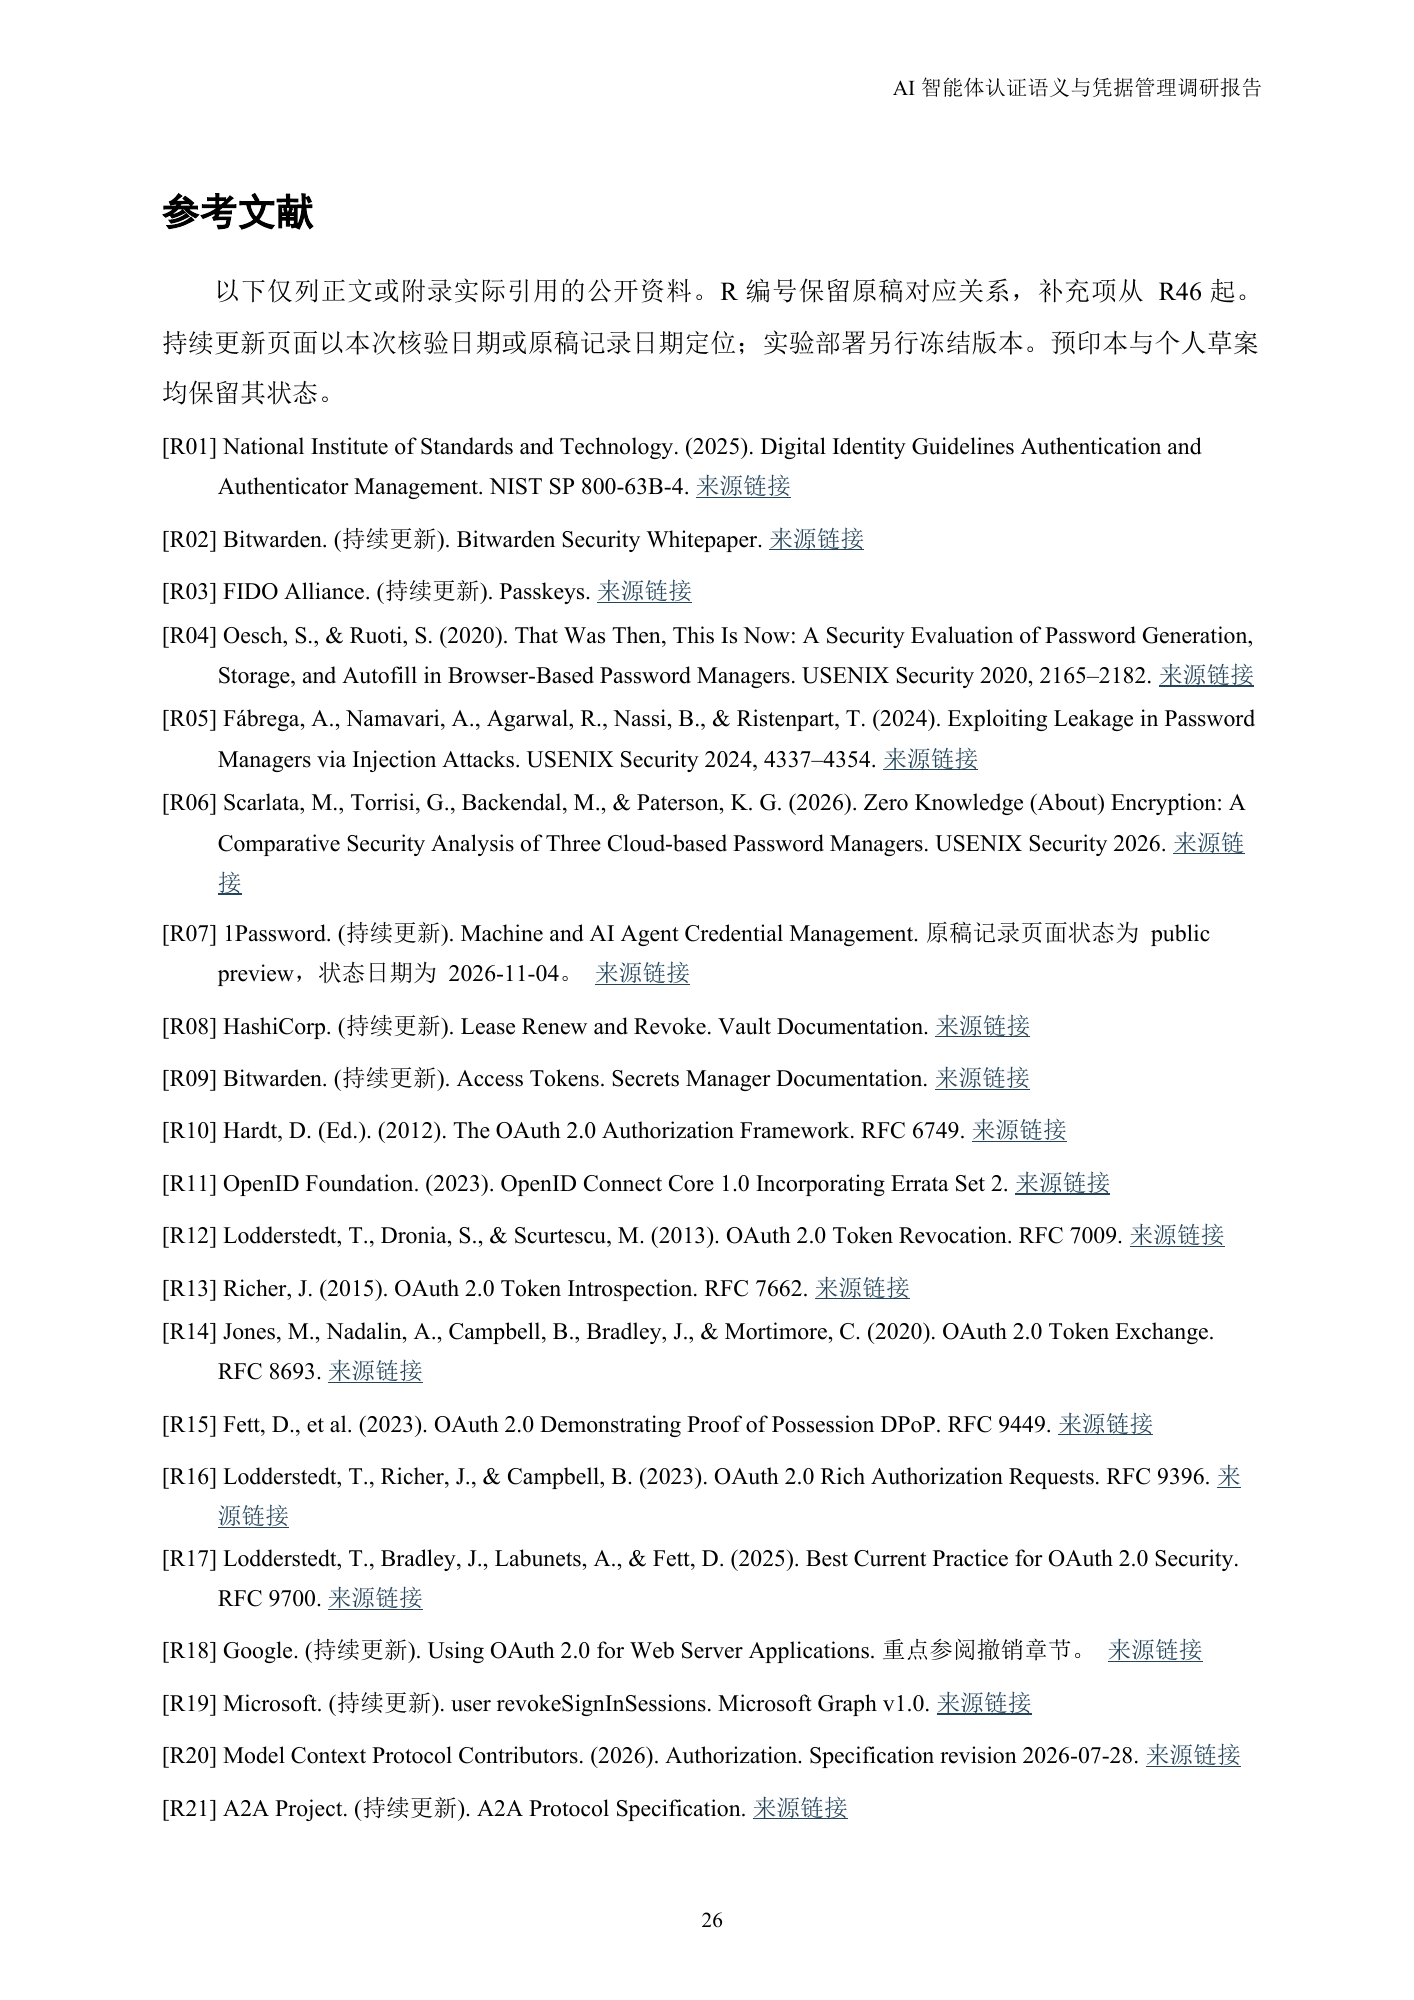 AI 智能体认证语义与凭据管理调研报告
参考文献
以下仅列正文或附录实际引用的公开资料。R 编号保留原稿对应关系，补充项从 R46 起。
持续更新页面以本次核验日期或原稿记录日期定位；实验部署另行冻结版本。预印本与个人草案
均保留其状态。
[R01] National Institute of Standards and Technology. (2025). Digital Identity Guidelines Authentication and
Authenticator Management. NIST SP 800-63B-4. 来源链接
[R02] Bitwarden. (持续更新). Bitwarden Security Whitepaper. 来源链接
[R03] FIDO Alliance. (持续更新). Passkeys. 来源链接
[R04] Oesch, S., & Ruoti, S. (2020). That Was Then, This Is Now: A Security Evaluation of Password Generation,
Storage, and Autofill in Browser-Based Password Managers. USENIX Security 2020, 2165–2182. 来源链接
[R05] Fábrega, A., Namavari, A., Agarwal, R., Nassi, B., & Ristenpart, T. (2024). Exploiting Leakage in Password
Managers via Injection Attacks. USENIX Security 2024, 4337–4354. 来源链接
[R06] Scarlata, M., Torrisi, G., Backendal, M., & Paterson, K. G. (2026). Zero Knowledge (About) Encryption: A
Comparative Security Analysis of Three Cloud-based Password Managers. USENIX Security 2026. 来源链
接
[R07] 1Password. (持续更新). Machine and AI Agent Credential Management. 原稿记录页面状态为 public
preview，状态日期为 2026-11-04。 来源链接
[R08] HashiCorp. (持续更新). Lease Renew and Revoke. Vault Documentation. 来源链接
[R09] Bitwarden. (持续更新). Access Tokens. Secrets Manager Documentation. 来源链接
[R10] Hardt, D. (Ed.). (2012). The OAuth 2.0 Authorization Framework. RFC 6749. 来源链接
[R11] OpenID Foundation. (2023). OpenID Connect Core 1.0 Incorporating Errata Set 2. 来源链接
[R12] Lodderstedt, T., Dronia, S., & Scurtescu, M. (2013). OAuth 2.0 Token Revocation. RFC 7009. 来源链接
[R13] Richer, J. (2015). OAuth 2.0 Token Introspection. RFC 7662. 来源链接
[R14] Jones, M., Nadalin, A., Campbell, B., Bradley, J., & Mortimore, C. (2020). OAuth 2.0 Token Exchange.
RFC 8693. 来源链接
[R15] Fett, D., et al. (2023). OAuth 2.0 Demonstrating Proof of Possession DPoP. RFC 9449. 来源链接
[R16] Lodderstedt, T., Richer, J., & Campbell, B. (2023). OAuth 2.0 Rich Authorization Requests. RFC 9396. 来
源链接
[R17] Lodderstedt, T., Bradley, J., Labunets, A., & Fett, D. (2025). Best Current Practice for OAuth 2.0 Security.
RFC 9700. 来源链接
[R18] Google. (持续更新). Using OAuth 2.0 for Web Server Applications. 重点参阅撤销章节。 来源链接
[R19] Microsoft. (持续更新). user revokeSignInSessions. Microsoft Graph v1.0. 来源链接
[R20] Model Context Protocol Contributors. (2026). Authorization. Specification revision 2026-07-28. 来源链接
[R21] A2A Project. (持续更新). A2A Protocol Specification. 来源链接
26